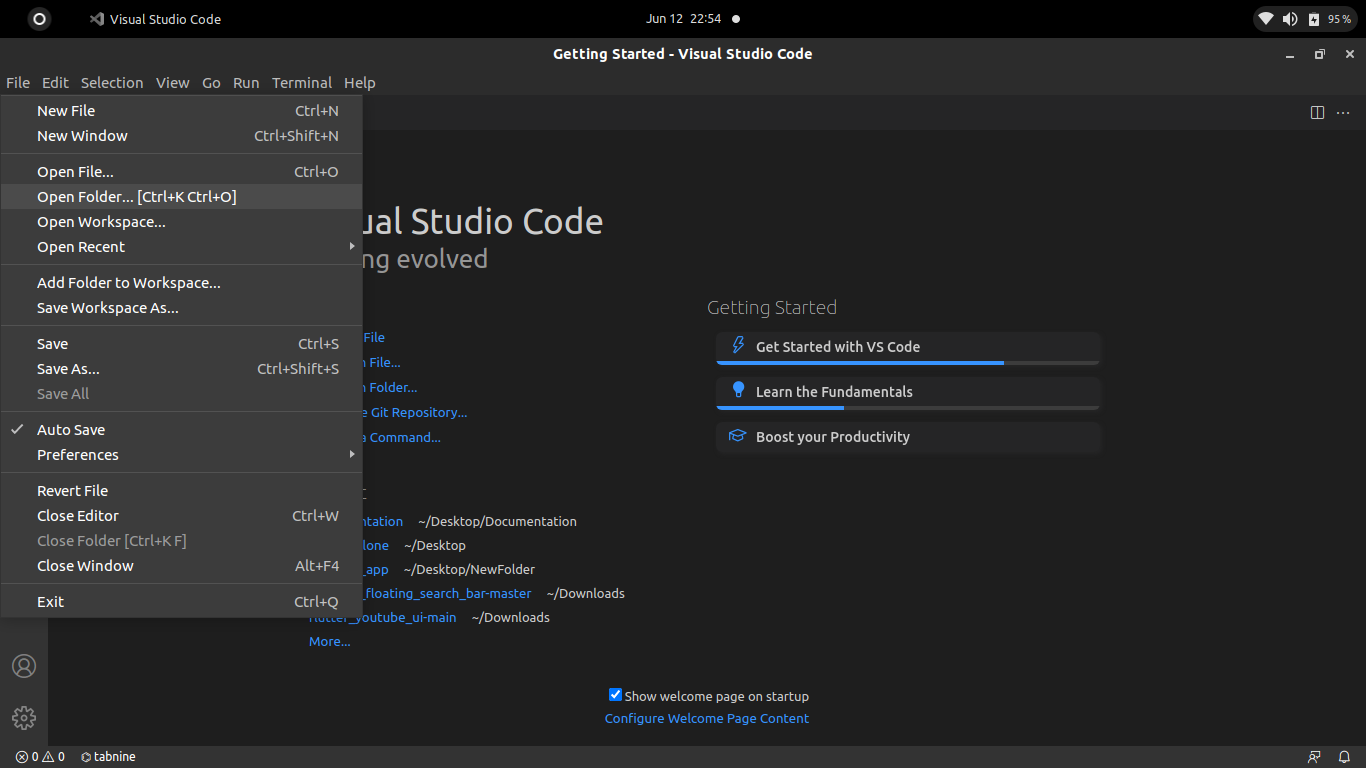 Visual Studio Code
Jun 12 22:54
95 %
Getting Started - Visual Studio Code
File Edit Selection View Go Run Terminal Help
New File Ctrl+N
New Window Ctrl+Shift+N
Open File... Ctrl+O
Open Folder... [Ctrl+K Ctrl+O]
Open Workspace...
Open Recent
Add Folder to Workspace...
Save Workspace As...
Save Ctrl+S
Save As... Ctrl+Shift+S
Save All
Auto Save
Preferences
Revert File
Close Editor Ctrl+W
Close Folder [Ctrl+K F]
Close Window Alt+F4
Exit Ctrl+Q
Studio Code
evolved
File
File...
Folder...
Git Repository...
Command...
~/Desktop/Documentation
~/Desktop
~/Desktop/NewFolder
_floating_search_bar-master ~/Downloads
flutter_youtube_ui-main ~/Downloads
More...
Getting Started
Get Started with VS Code
Learn the Fundamentals
Boost your Productivity
Show welcome page on startup
Configure Welcome Page Content
0 0 tabnine